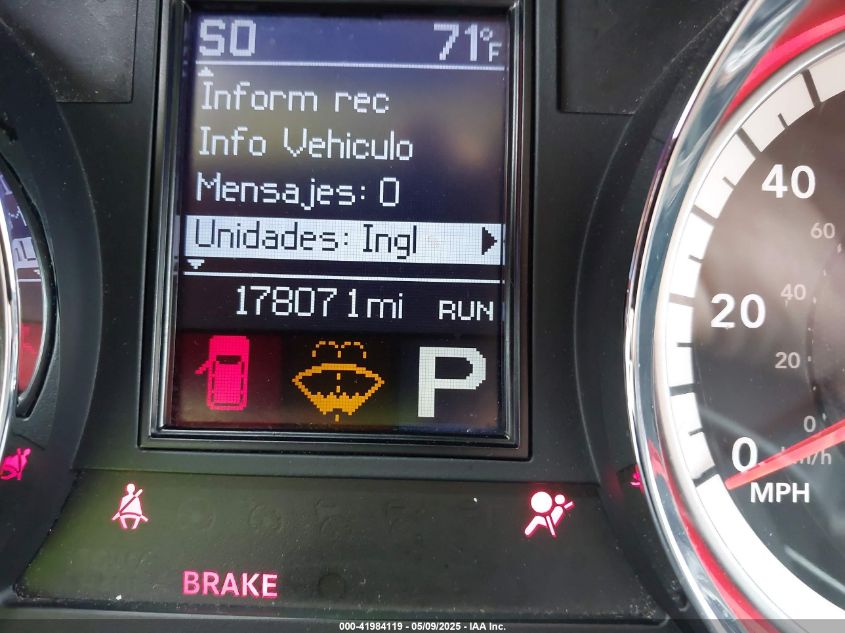 SO 71°F
Inform rec
Info Vehiculo
Mensajes: 0
Unidades: Ingl
178071mi RUN
P
BRAKE
40
60
20
40
20
0
0
km/h
MPH
000-41984119 - 05/09/2025 - IAA Inc.